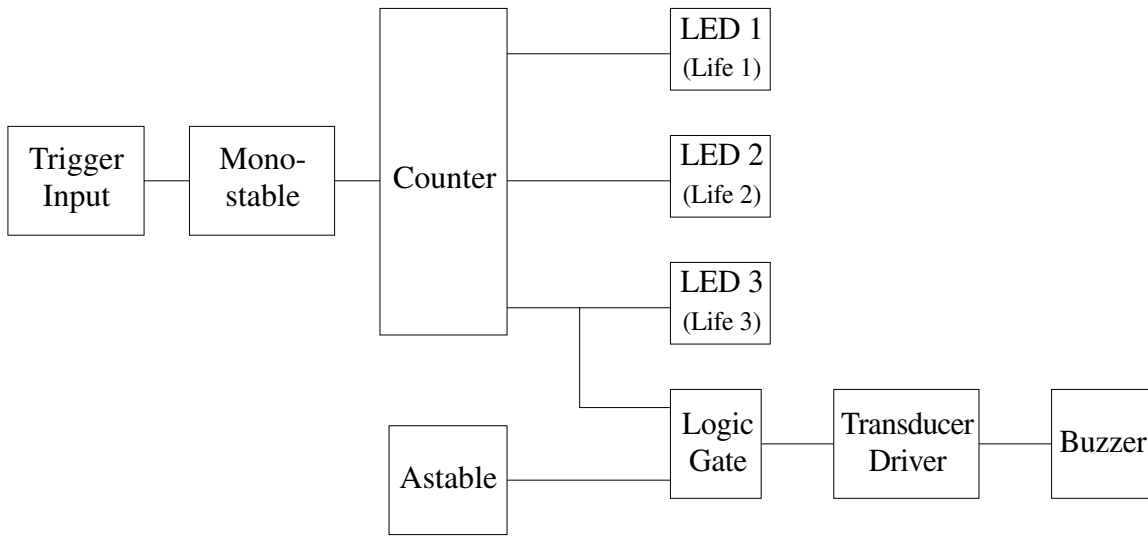 Trigger
Input
Mono-
stable
Counter
LED 1
(Life 1)
LED 2
(Life 2)
LED 3
(Life 3)
Astable
Logic
Gate
Transducer
Driver
Buzzer